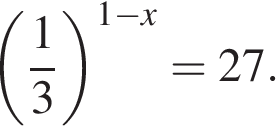 (1/3)^{1−x} = 27.